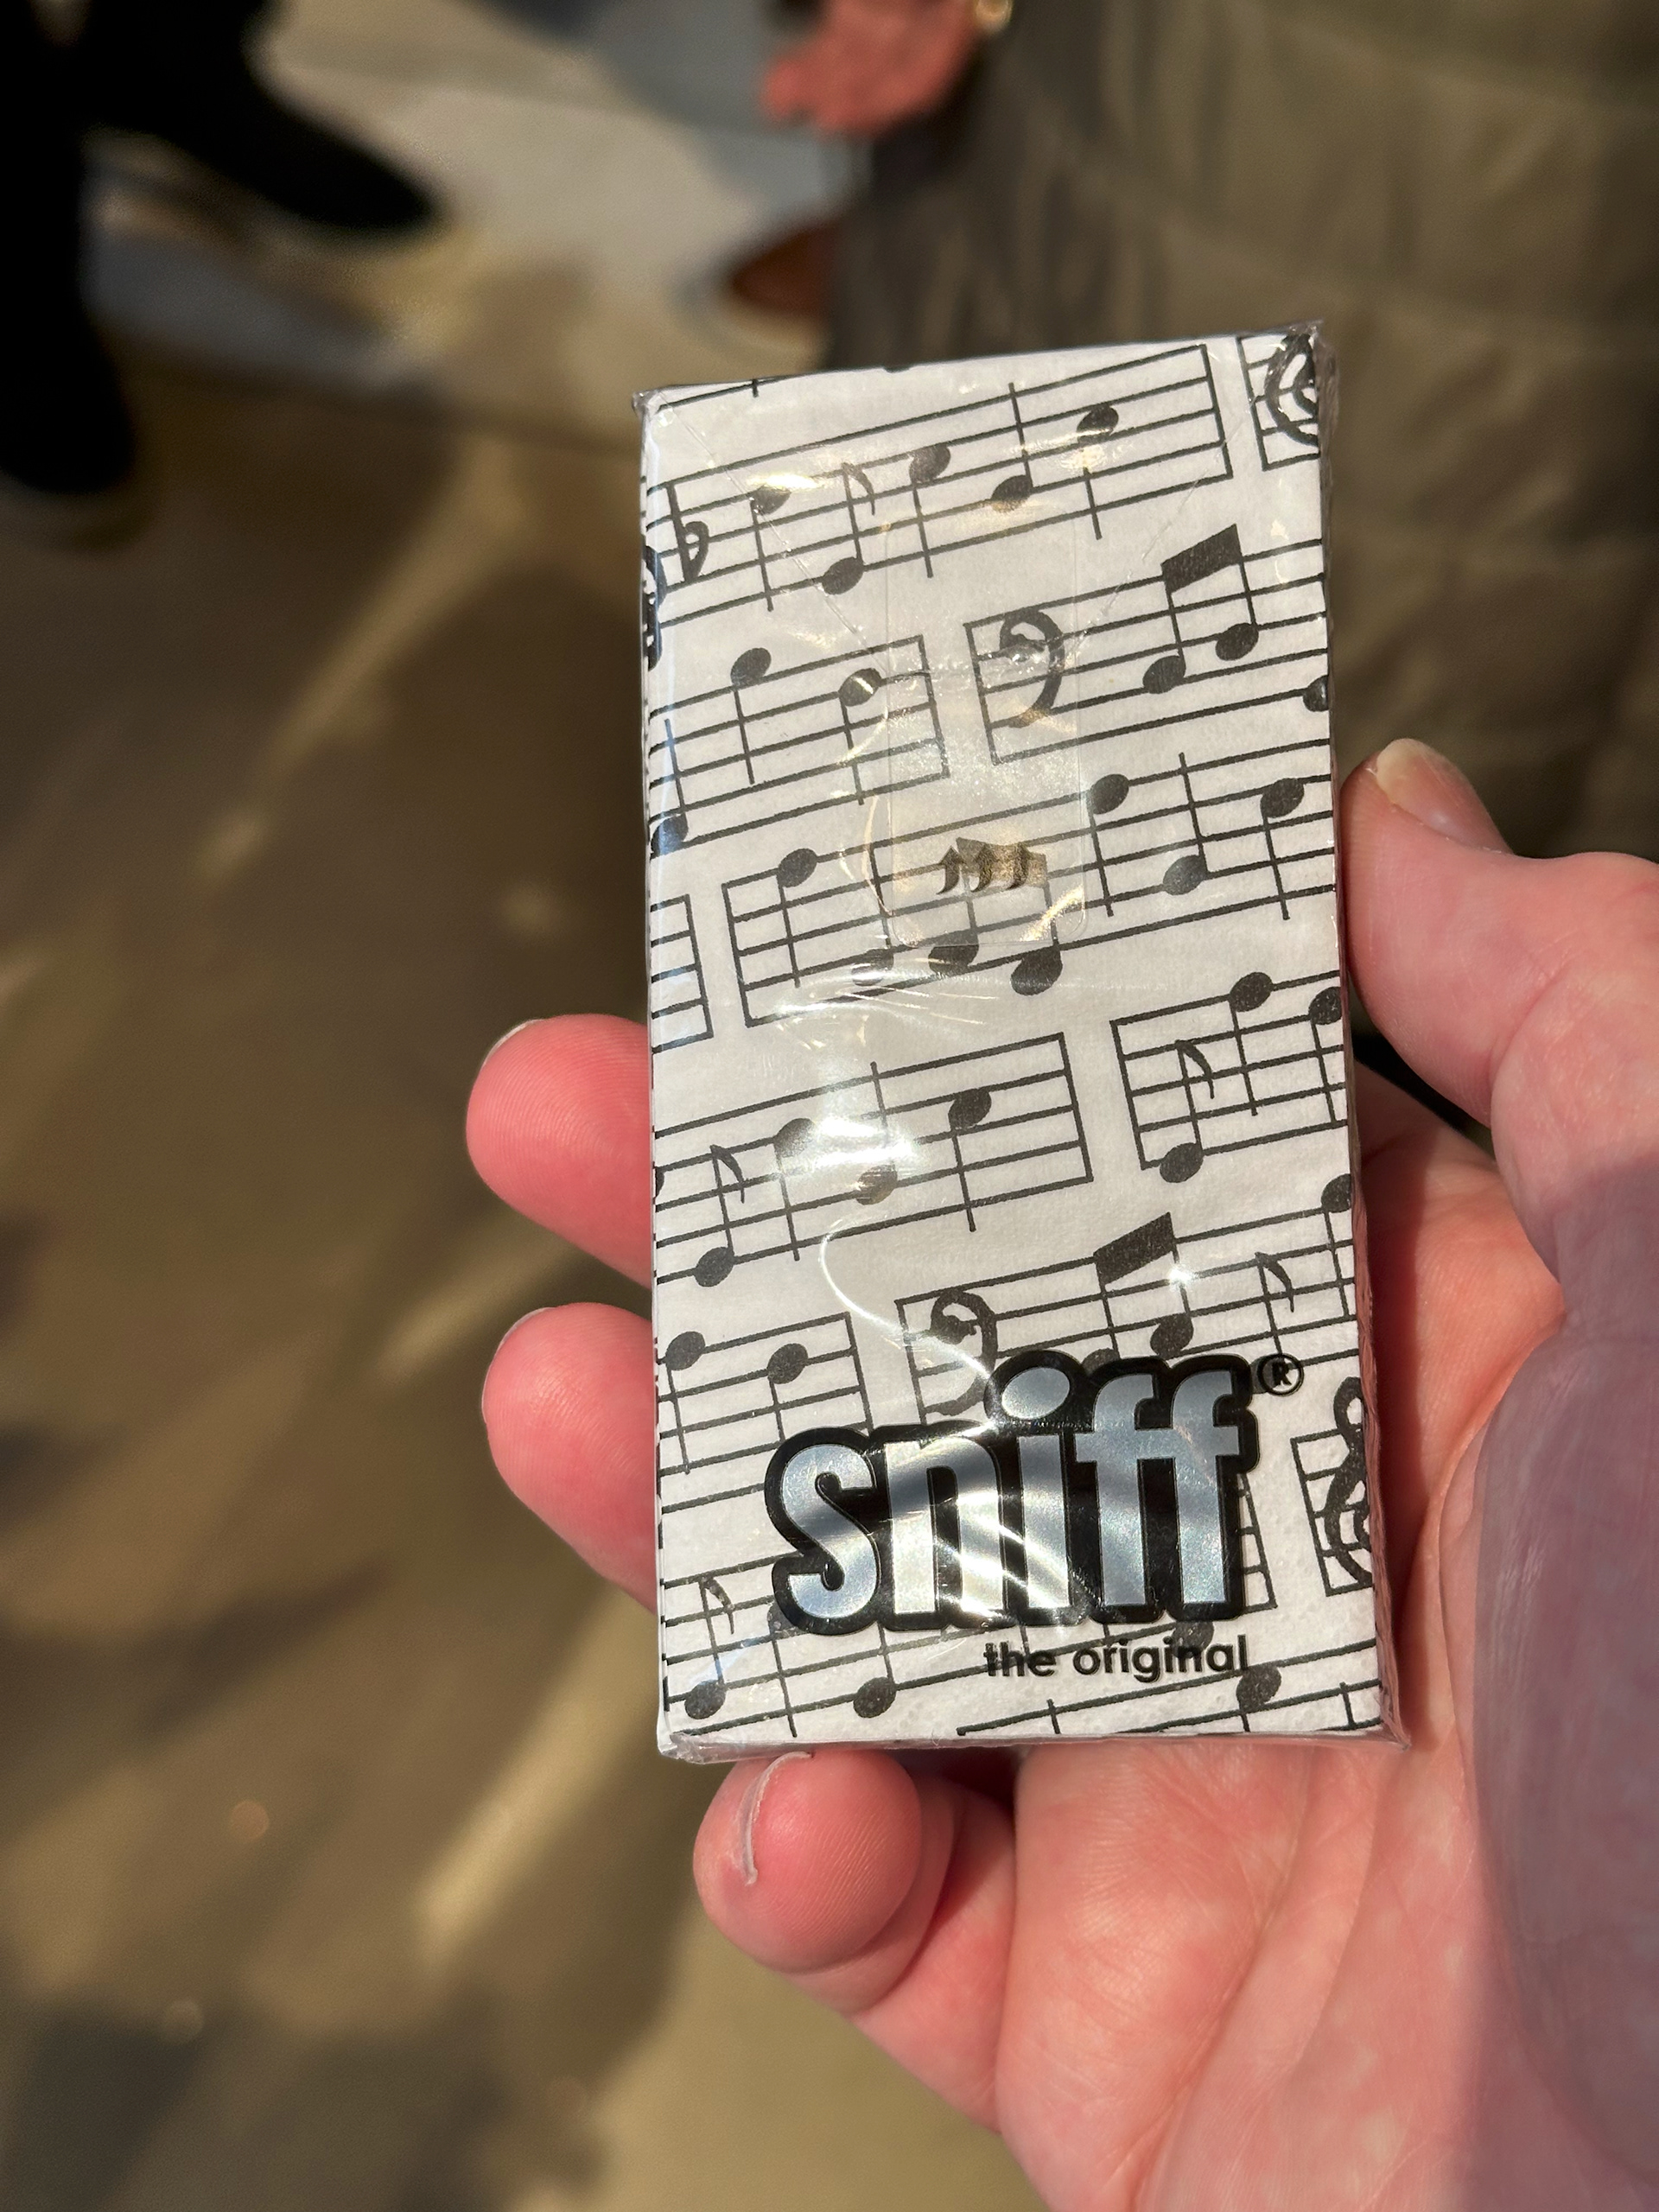 sniff®
the original